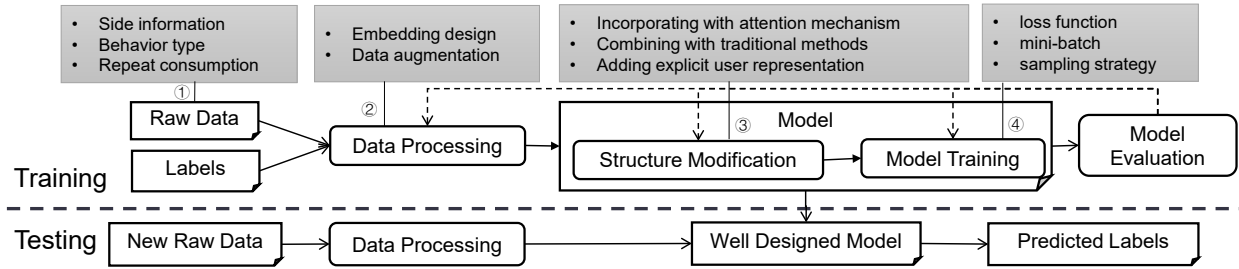 • Side information
• Behavior type
• Repeat consumption
• Embedding design
• Data augmentation
• Incorporating with attention mechanism
• Combining with traditional methods
• Adding explicit user representation
• loss function
• mini-batch
• sampling strategy
①
②
③
④
Raw Data
Labels
Data Processing
Model
Structure Modification
Model Training
Model
Evaluation
Training
Testing
New Raw Data
Data Processing
Well Designed Model
Predicted Labels